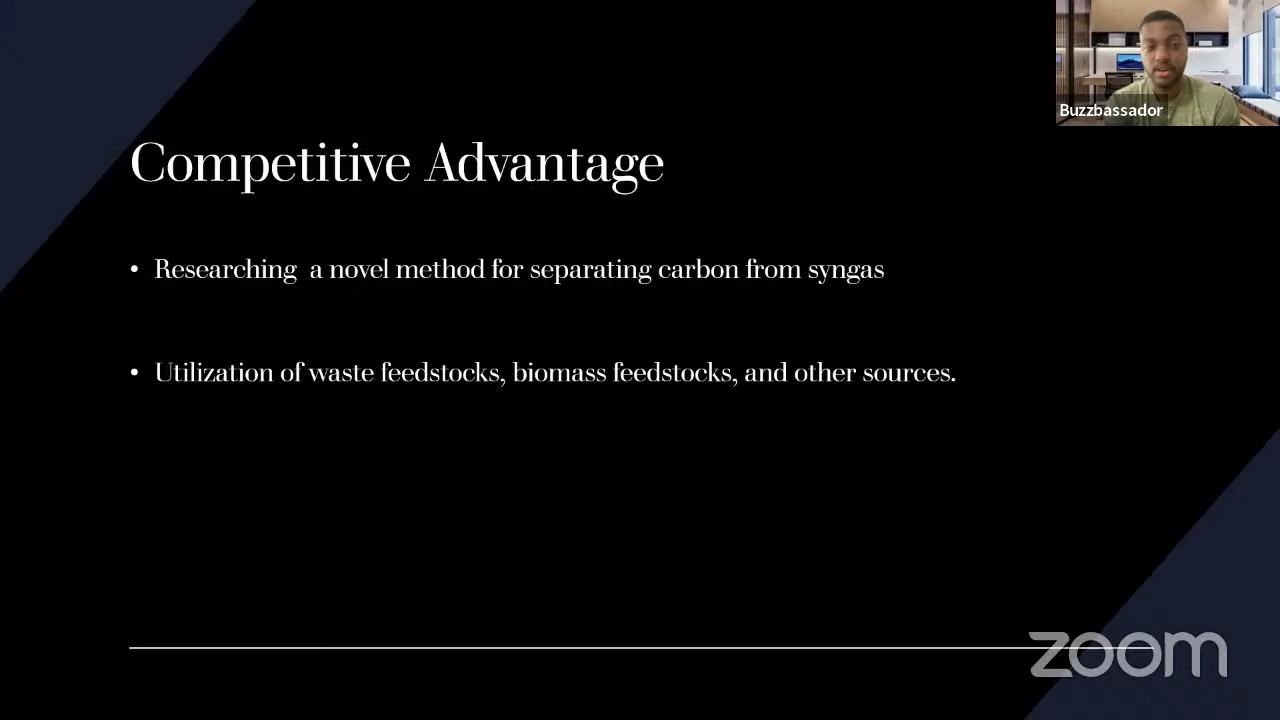 Buzzbassador
Competitive Advantage
• Researching a novel method for separating carbon from syngas
• Utilization of waste feedstocks, biomass feedstocks, and other sources.
zoom